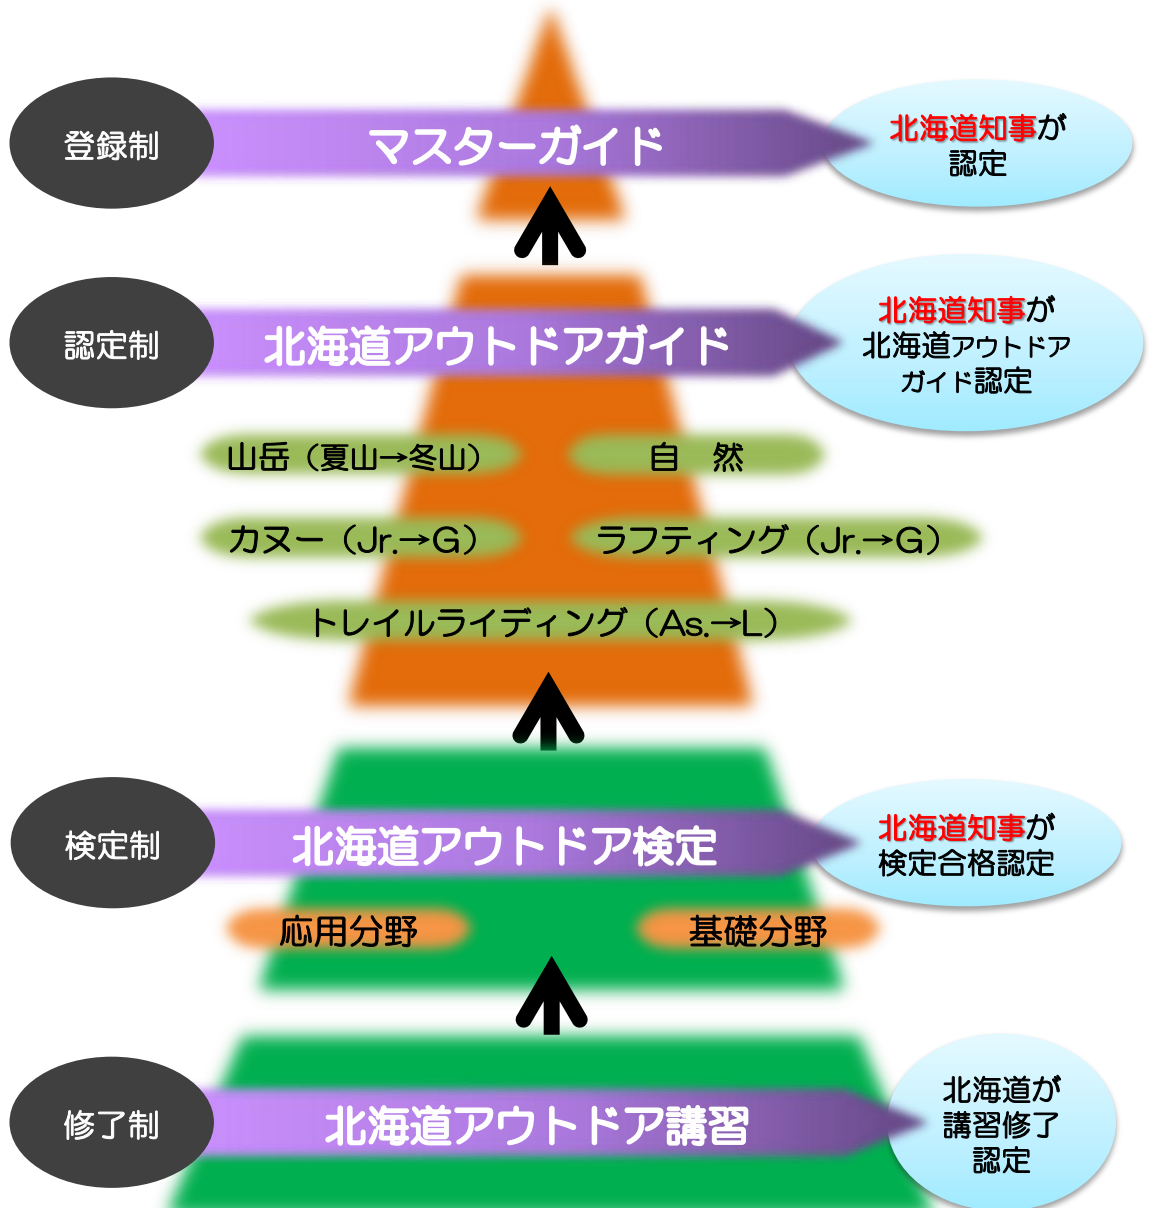 登録制
マスターガイド
北海道知事が
認定
認定制
北海道アウトドアガイド
北海道知事が
北海道アウトドア
ガイド認定
山岳（夏山→冬山）
自　然
カヌー（Jr.→G）
ラフティング（Jr.→G）
トレイルライディング（As.→L）
検定制
北海道アウトドア検定
北海道知事が
検定合格認定
応用分野
基礎分野
修了制
北海道アウトドア講習
北海道が
講習修了
認定